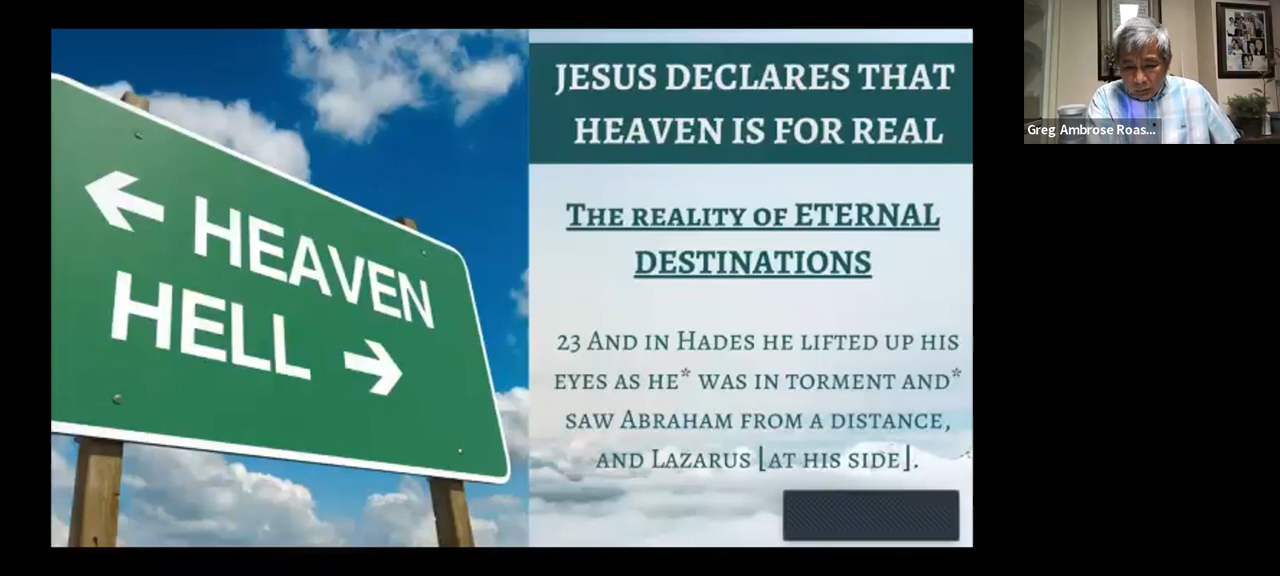 ← HEAVEN
HELL →
JESUS DECLARES THAT
HEAVEN IS FOR REAL
THE REALITY OF ETERNAL
DESTINATIONS
23 AND IN HADES HE LIFTED UP HIS
EYES AS HE* WAS IN TORMENT AND*
SAW ABRAHAM FROM A DISTANCE,
AND LAZARUS ⌊AT HIS SIDE⌋.
Greg Ambrose Roas...